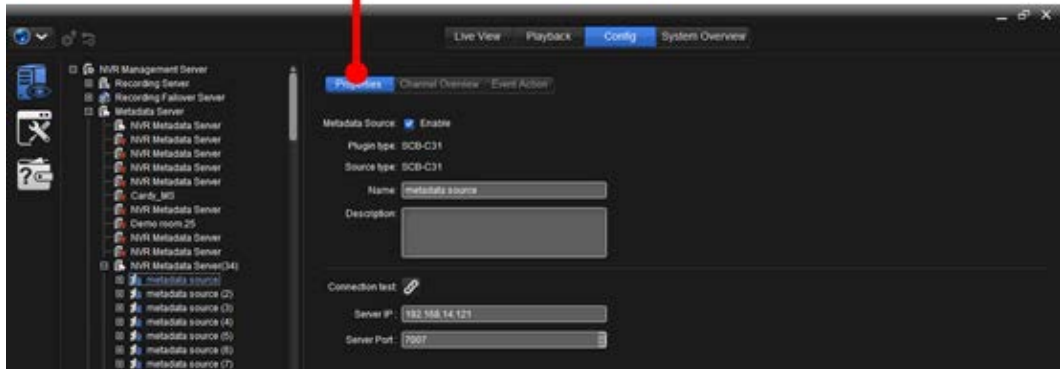 Live View Playback Config System Overview
NVR Management Server
Recording Server
Recording Failover Server
Metadata Server
NVR Metadata Server
NVR Metadata Server
NVR Metadata Server
NVR Metadata Server
NVR Metadata Server
Cardy_MS
NVR Metadata Server
Demo room 25
NVR Metadata Server
NVR Metadata Server
NVR Metadata Server(34)
metadata source
metadata source (2)
metadata source (3)
metadata source (4)
metadata source (5)
metadata source (6)
metadata source (7)
Properties Channel Overview Event Action
Metadata Source: Enable
Plugin type: SCB-C31
Source type: SCB-C31
Name: metadata source
Description:
Connection test:
Server IP : 192.168.14.121
Server Port : 7007